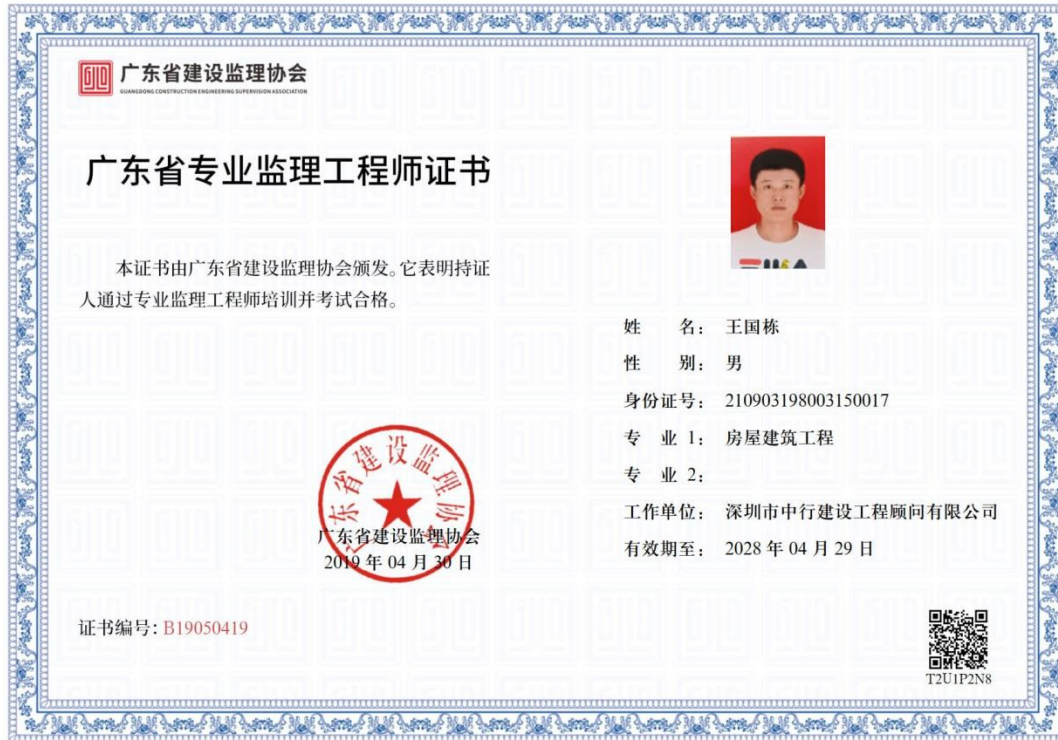 广东省建设监理协会
GUANGDONG CONSTRUCTION ENGINEERING SUPERVISION ASSOCIATION
广东省专业监理工程师证书
本证书由广东省建设监理协会颁发。它表明持证
人通过专业监理工程师培训并考试合格。
姓 名： 王国栋
性 别： 男
身份证号： 210903198003150017
专 业 1： 房屋建筑工程
专 业 2：
工作单位： 深圳市中行建设工程顾问有限公司
有效期至： 2028 年 04 月 29 日
广东省建设监理协会
广东省建设监理协会
2019 年 04 月 30 日
证书编号: B19050419
T2U1P2N8